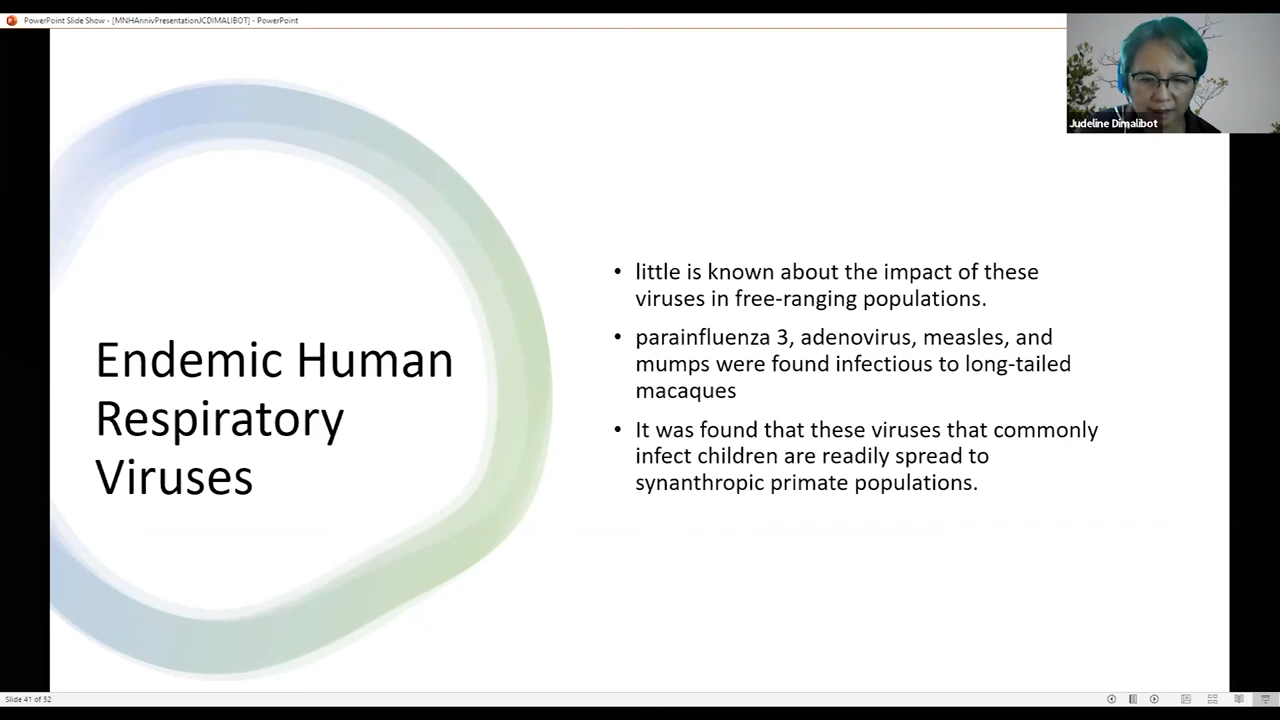 PowerPoint Slide Show - [MNHAnnivPresentationJCDIMALIBOT] - PowerPoint
Judeline Dimalibot
Endemic Human
Respiratory
Viruses
• little is known about the impact of these
viruses in free-ranging populations.
• parainfluenza 3, adenovirus, measles, and
mumps were found infectious to long-tailed
macaques
• It was found that these viruses that commonly
infect children are readily spread to
synanthropic primate populations.
Slide 41 of 52